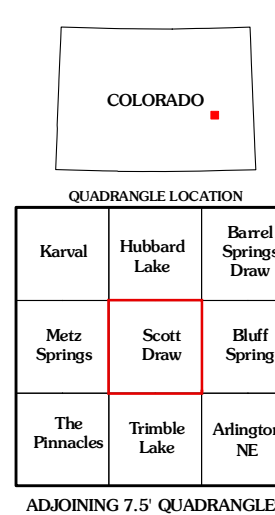 COLORADO
QUADRANGLE LOCATION
Karval
Hubbard
Lake
Barrel
Springs
Draw
Metz
Springs
Scott
Draw
Bluff
Spring
The
Pinnacles
Trimble
Lake
Arlington
NE
ADJOINING 7.5' QUADRANGLE